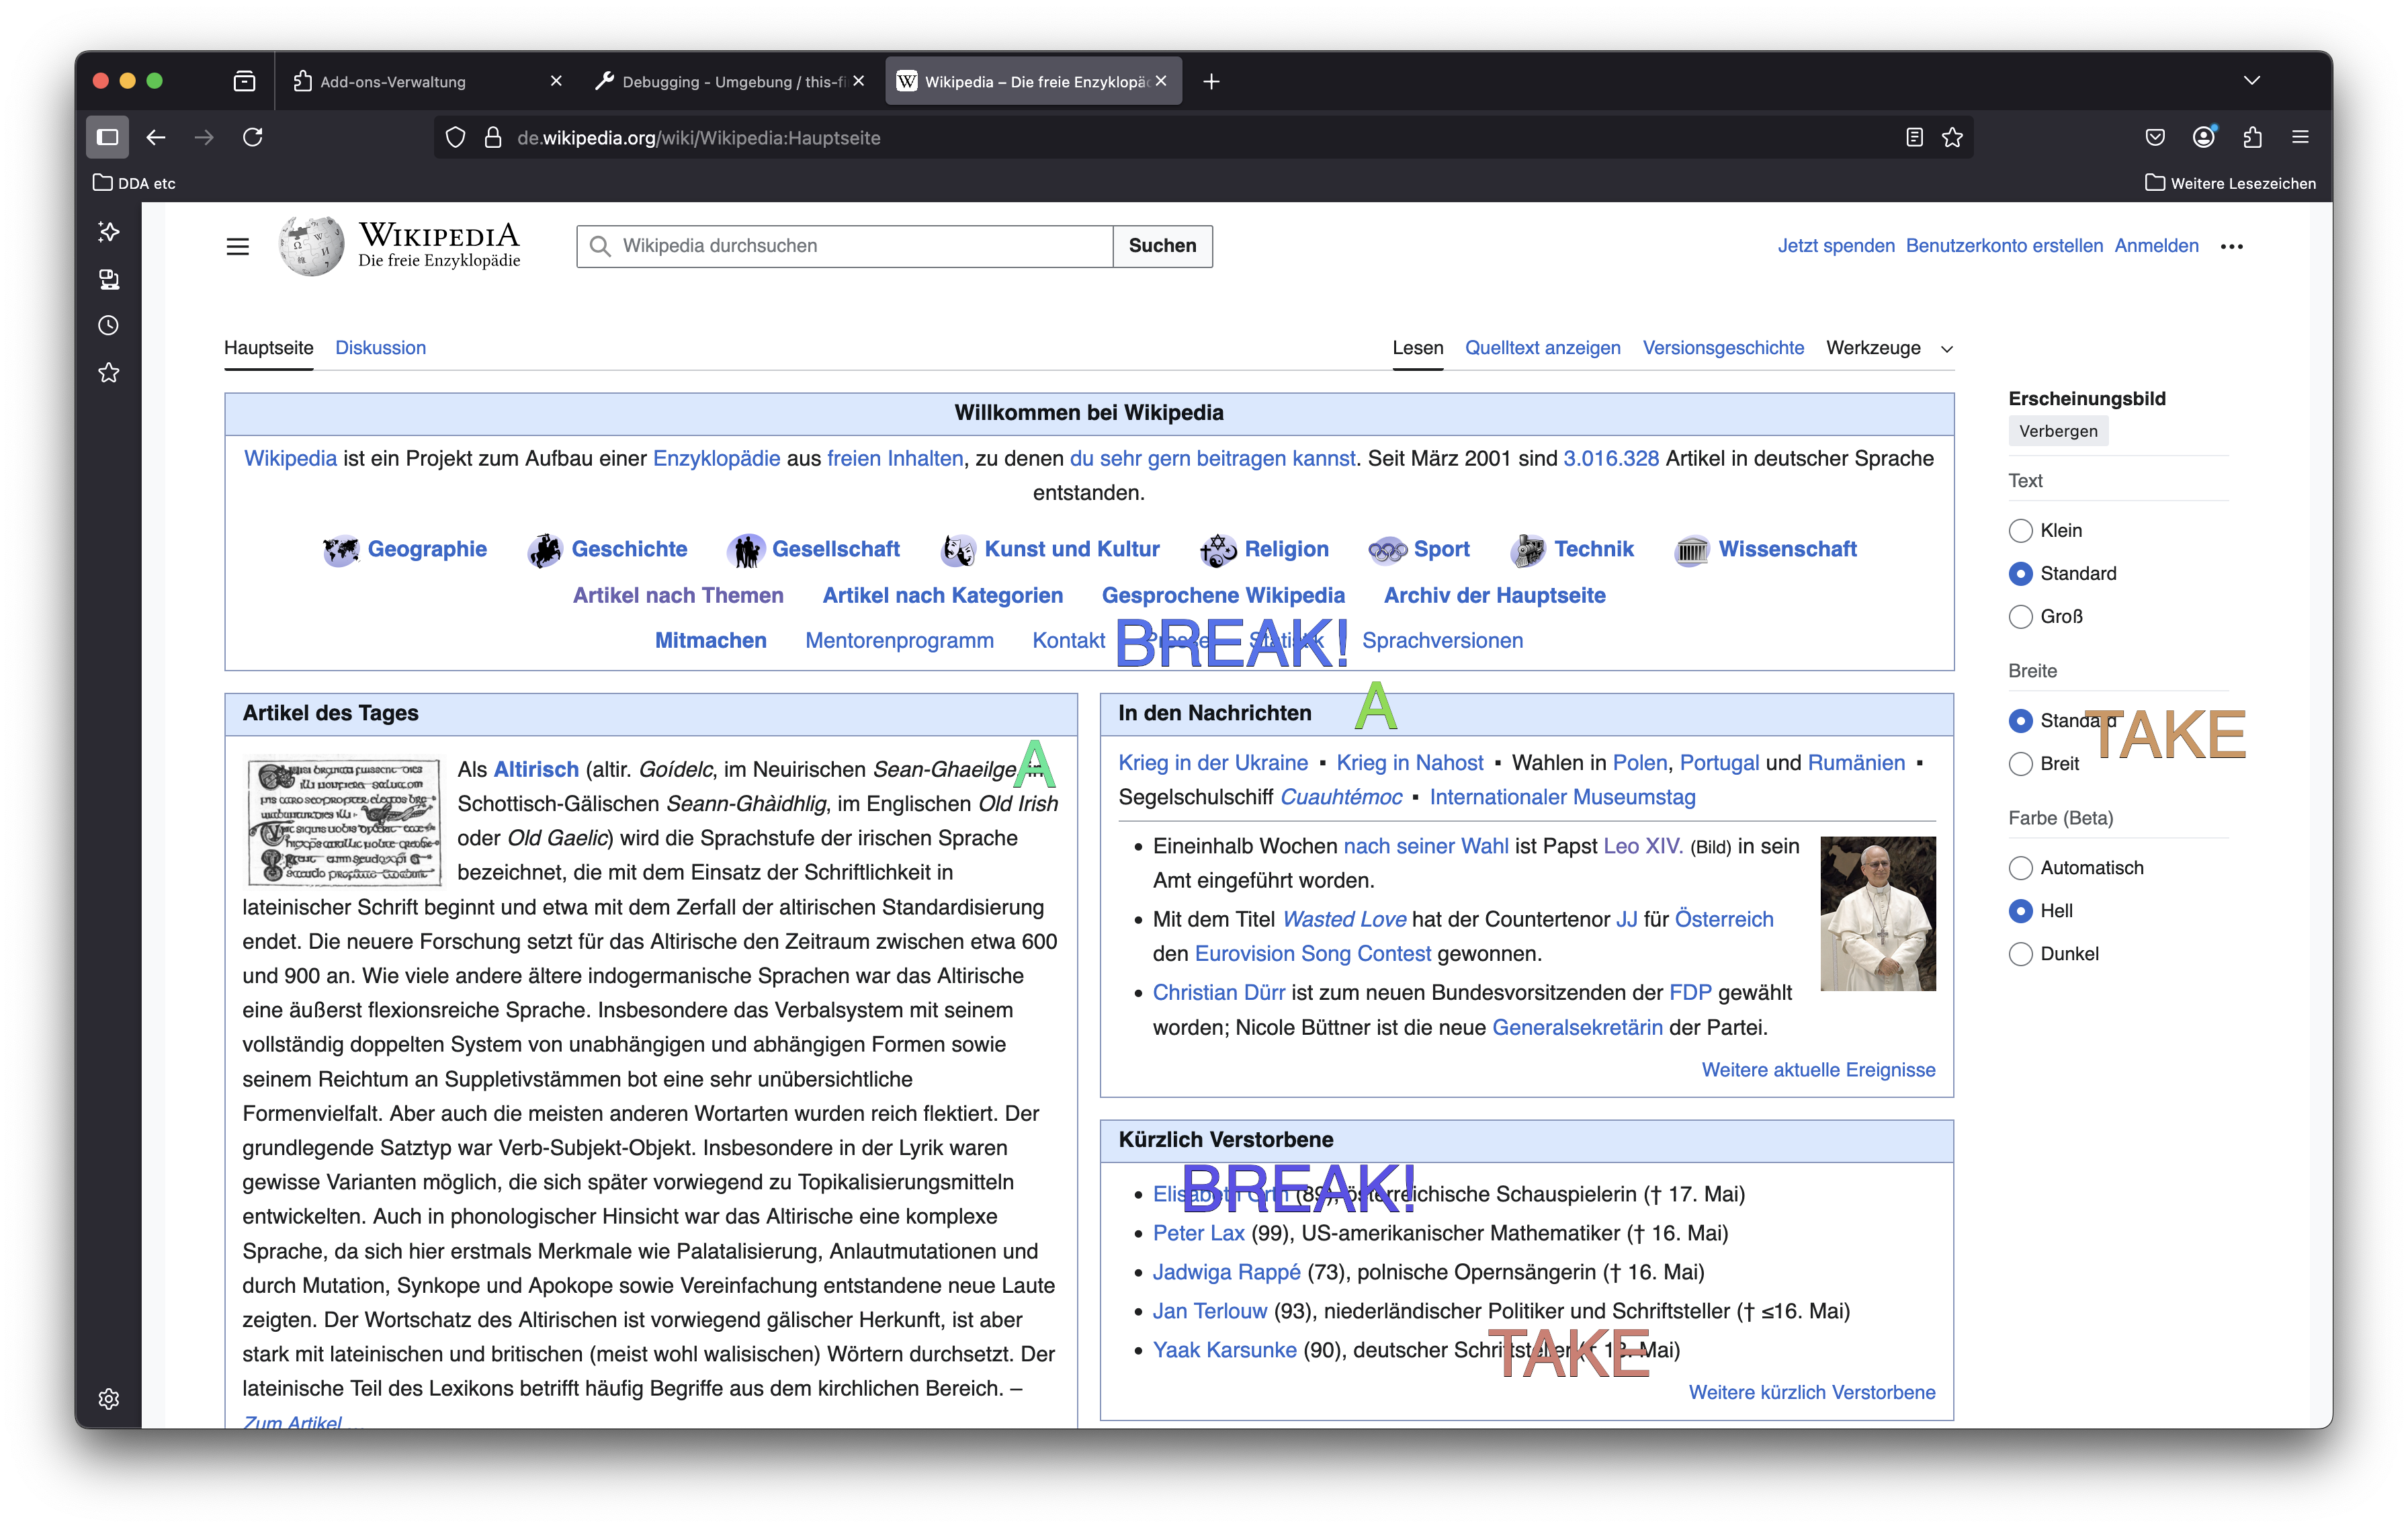 Add-ons-Verwaltung
Debugging - Umgebung / this-fi
Wikipedia – Die freie Enzyklopäd
de.wikipedia.org/wiki/Wikipedia:Hauptseite
DDA etc
Weitere Lesezeichen
WIKIPEDIA
Die freie Enzyklopädie
Wikipedia durchsuchen
Suchen
Jetzt spenden Benutzerkonto erstellen Anmelden
Hauptseite Diskussion
Lesen Quelltext anzeigen Versionsgeschichte Werkzeuge
Willkommen bei Wikipedia
Wikipedia ist ein Projekt zum Aufbau einer Enzyklopädie aus freien Inhalten, zu denen du sehr gern beitragen kannst. Seit März 2001 sind 3.016.328 Artikel in deutscher Sprache
entstanden.
Geographie Geschichte Gesellschaft Kunst und Kultur Religion Sport Technik Wissenschaft
Artikel nach Themen Artikel nach Kategorien Gesprochene Wikipedia Archiv der Hauptseite
Mitmachen Mentorenprogramm Kontakt Presse Statistik Sprachversionen
BREAK!
Artikel des Tages
Als Altirisch (altir. Goídelc, im Neuirischen Sean-Ghaeilge, im
A
Schottisch-Gälischen Seann-Ghàidhlig, im Englischen Old Irish
oder Old Gaelic) wird die Sprachstufe der irischen Sprache
bezeichnet, die mit dem Einsatz der Schriftlichkeit in
lateinischer Schrift beginnt und etwa mit dem Zerfall der altirischen Standardisierung
endet. Die neuere Forschung setzt für das Altirische den Zeitraum zwischen etwa 600
und 900 an. Wie viele andere ältere indogermanische Sprachen war das Altirische
eine äußerst flexionsreiche Sprache. Insbesondere das Verbalsystem mit seinem
vollständig doppelten System von unabhängigen und abhängigen Formen sowie
seinem Reichtum an Suppletivstämmen bot eine sehr unübersichtliche
Formenvielfalt. Aber auch die meisten anderen Wortarten wurden reich flektiert. Der
grundlegende Satztyp war Verb-Subjekt-Objekt. Insbesondere in der Lyrik waren
gewisse Varianten möglich, die sich später vorwiegend zu Topikalisierungsmitteln
entwickelten. Auch in phonologischer Hinsicht war das Altirische eine komplexe
Sprache, da sich hier erstmals Merkmale wie Palatalisierung, Anlautmutationen und
durch Mutation, Synkope und Apokope sowie Vereinfachung entstandene neue Laute
zeigten. Der Wortschatz des Altirischen ist vorwiegend gälischer Herkunft, ist aber
stark mit lateinischen und britischen (meist wohl walisischen) Wörtern durchsetzt. Der
lateinische Teil des Lexikons betrifft häufig Begriffe aus dem kirchlichen Bereich. –
Zum Artikel …
In den Nachrichten
A
Krieg in der Ukraine ▪ Krieg in Nahost ▪ Wahlen in Polen, Portugal und Rumänien ▪
Segelschulschiff Cuauhtémoc ▪ Internationaler Museumstag
• Eineinhalb Wochen nach seiner Wahl ist Papst Leo XIV. (Bild) in sein
Amt eingeführt worden.
• Mit dem Titel Wasted Love hat der Countertenor JJ für Österreich
den Eurovision Song Contest gewonnen.
• Christian Dürr ist zum neuen Bundesvorsitzenden der FDP gewählt
worden; Nicole Büttner ist die neue Generalsekretärin der Partei.
Weitere aktuelle Ereignisse
Kürzlich Verstorbene
BREAK!
• Elisabeth Orth (89), österreichische Schauspielerin († 17. Mai)
• Peter Lax (99), US-amerikanischer Mathematiker († 16. Mai)
• Jadwiga Rappé (73), polnische Opernsängerin († 16. Mai)
• Jan Terlouw (93), niederländischer Politiker und Schriftsteller († ≤16. Mai)
• Yaak Karsunke (90), deutscher Schriftsteller († Mai)
TAKE
Weitere kürzlich Verstorbene
Erscheinungsbild
Verbergen
Text
Klein
Standard
Groß
Breite
Standard
TAKE
Breit
Farbe (Beta)
Automatisch
Hell
Dunkel